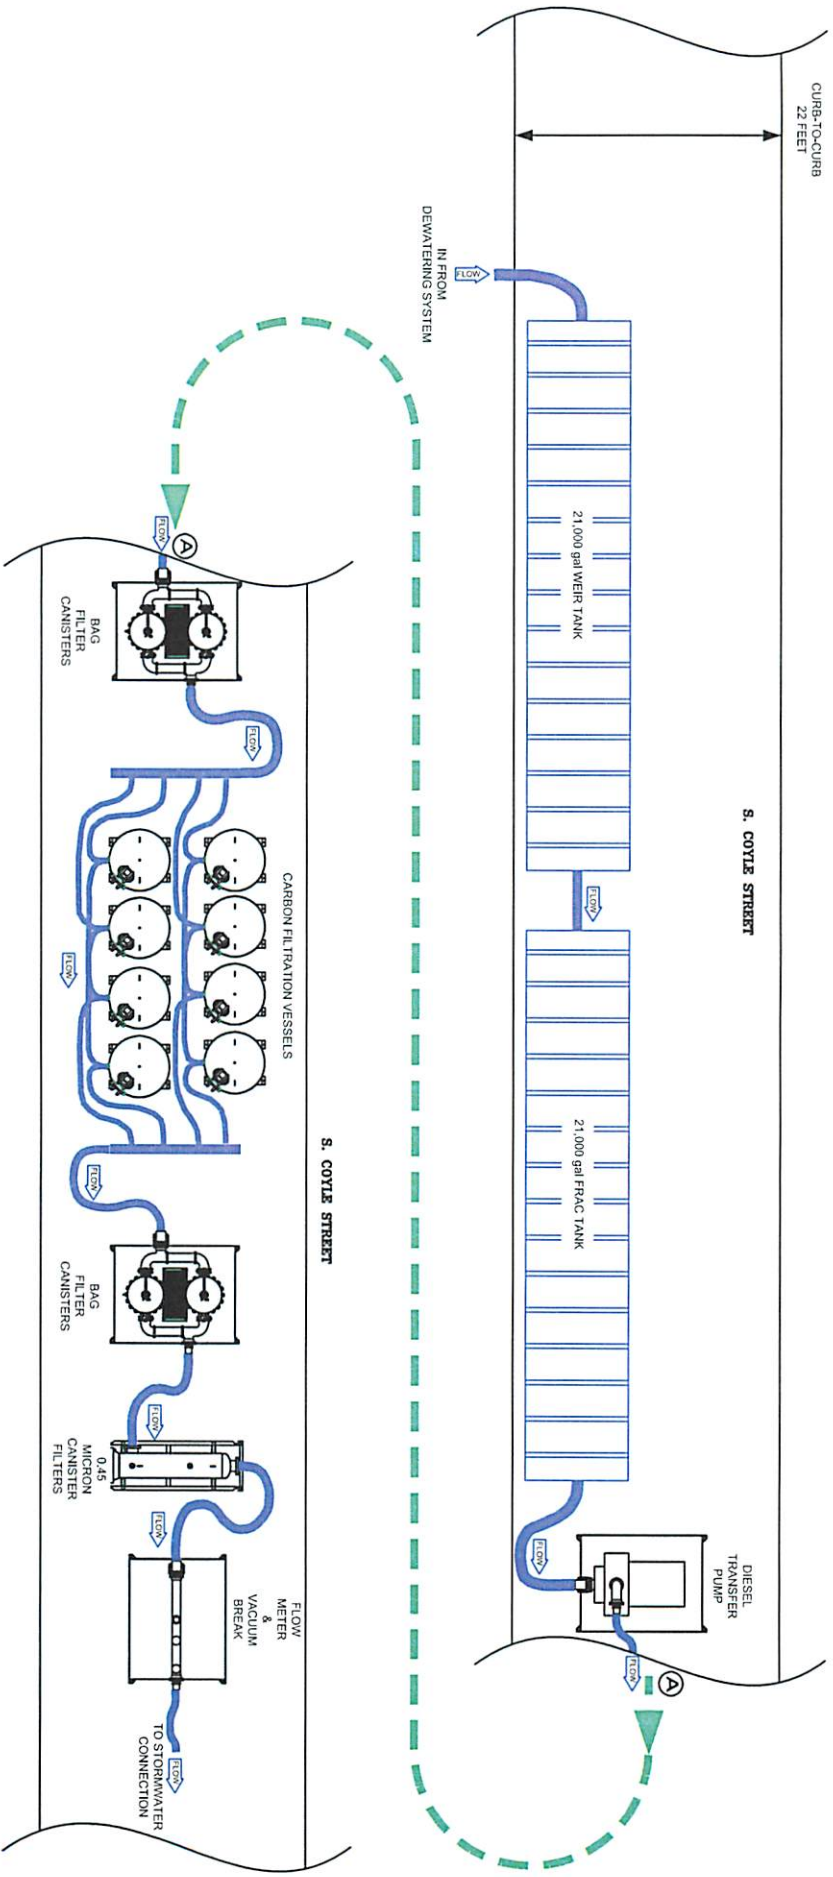 CURB-TO-CURB
22 FEET
S. COYLE STREET
IN FROM
DEWATERING SYSTEM
FLOW
21,000 gal WEIR TANK
FLOW
21,000 gal FRAC TANK
FLOW
DIESEL
TRANSFER
PUMP
FLOW
A
A
FLOW
BAG
FILTER
CANISTERS
FLOW
CARBON FILTRATION VESSELS
FLOW
S. COYLE STREET
FLOW
BAG
FILTER
CANISTERS
FLOW
0.45
MICRON
CANISTER
FILTERS
FLOW
FLOW
METER
&
VACUUM
BREAK
FLOW
TO STORMWATER
CONNECTION